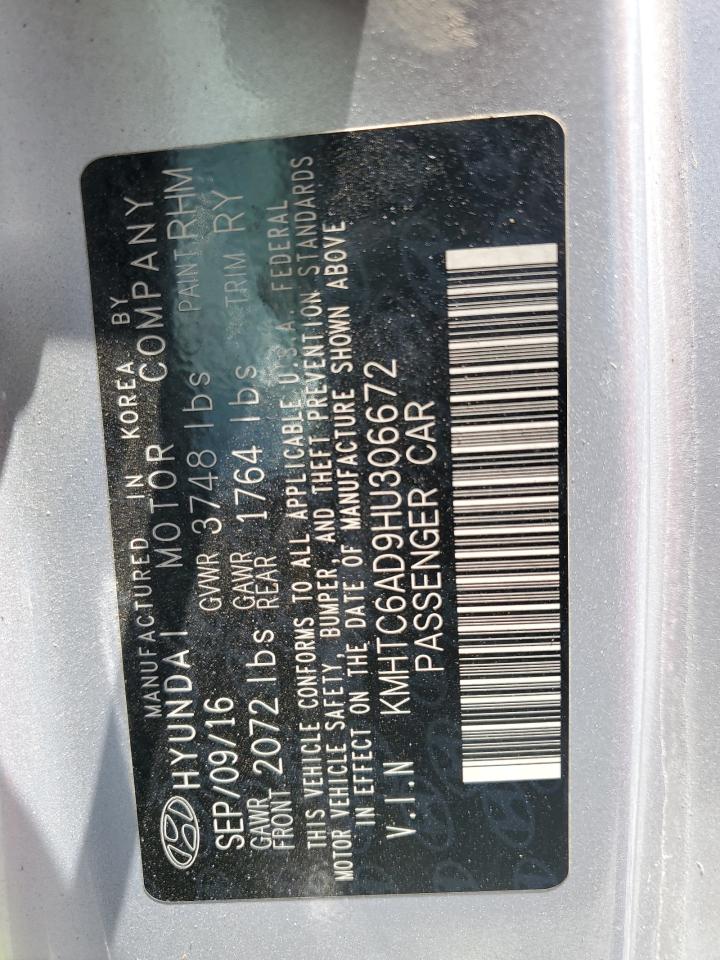 MANUFACTURED IN KOREA BY
HYUNDAI MOTOR COMPANY
SEP/09/16 GVWR 3748 lbs PAINT RHM
GAWR FRONT 2072 lbs GAWR REAR 1764 lbs TRIM RY
THIS VEHICLE CONFORMS TO ALL APPLICABLE U.S.A. FEDERAL
MOTOR VEHICLE SAFETY, BUMPER, AND THEFT PREVENTION STANDARDS
IN EFFECT ON THE DATE OF MANUFACTURE SHOWN ABOVE
V.I.N KMHTC6AD9HU306672
PASSENGER CAR